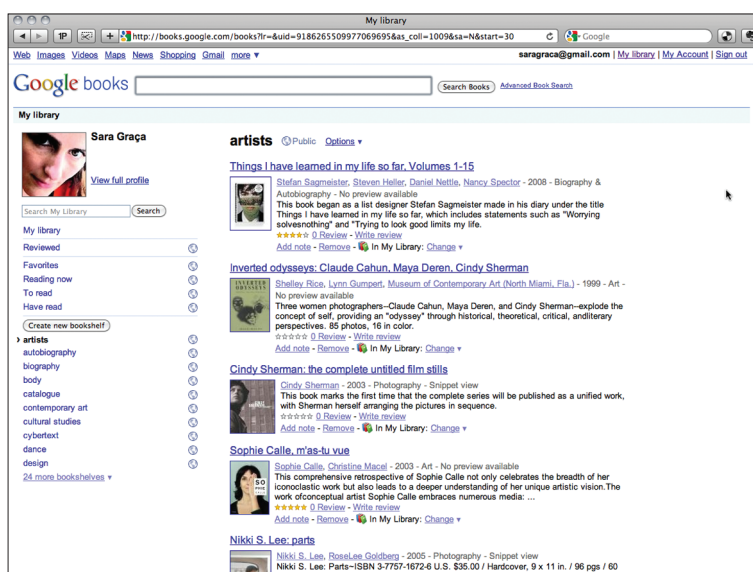 My library
1P
http://books.google.com/books?lr=&uid=9186265509977069695&as_coll=1009&sa=N&start=30
Google
Web Images Videos Maps News Shopping Gmail more ▼
saragraca@gmail.com | My library | My Account | Sign out
Google books
Search Books
Advanced Book Search
My library
Sara Graça
View full profile
Search My Library
Search
My library
Reviewed
Favorites
Reading now
To read
Have read
Create new bookshelf
artists
autobiography
biography
body
catalogue
contemporary art
cultural studies
cybertext
dance
design
24 more bookshelves ▼
artists Public Options ▼
Things I have learned in my life so far, Volumes 1-15
Stefan Sagmeister, Steven Heller, Daniel Nettle, Nancy Spector - 2008 - Biography &
Autobiography - No preview available
This book began as a list designer Stefan Sagmeister made in his diary under the title
Things I have learned in my life so far, which includes statements such as "Worrying
solvesnothing" and "Trying to look good limits my life.
0 Review - Write review
Add note - Remove - In My Library: Change ▼
Inverted odysseys: Claude Cahun, Maya Deren, Cindy Sherman
INVERTED
ODYSSEYS
Shelley Rice, Lynn Gumpert, Museum of Contemporary Art (North Miami, Fla.) - 1999 - Art -
No preview available
Three women photographers--Claude Cahun, Maya Deren, and Cindy Sherman--explode the
concept of self, providing an "odyssey" through historical, theoretical, critical, andliterary
perspectives. 85 photos, 16 in color.
0 Review - Write review
Add note - Remove - In My Library: Change ▼
Cindy Sherman: the complete untitled film stills
Cindy Sherman - 2003 - Photography - Snippet view
This book marks the first time that the complete series will be published as a unified work,
with Sherman herself arranging the pictures in sequence.
0 Review - Write review
Add note - Remove - In My Library: Change ▼
Sophie Calle, m'as-tu vue
SO
PHIE
Sophie Calle, Christine Macel - 2003 - Art - No preview available
This comprehensive retrospective of Sophie Calle not only celebrates the breadth of her
iconoclastic work but also leads to a deeper understanding of her unique artistic vision.The
work ofconceptual artist Sophie Calle embraces numerous media: ...
0 Review - Write review
Add note - Remove - In My Library: Change ▼
Nikki S. Lee: parts
Nikki S. Lee, RoseLee Goldberg - 2005 - Photography - Snippet view
Nikki S. Lee: Parts~ISBN 3-7757-1672-6 U.S. $35.00 / Hardcover, 9 x 11 in. / 96 pgs / 60